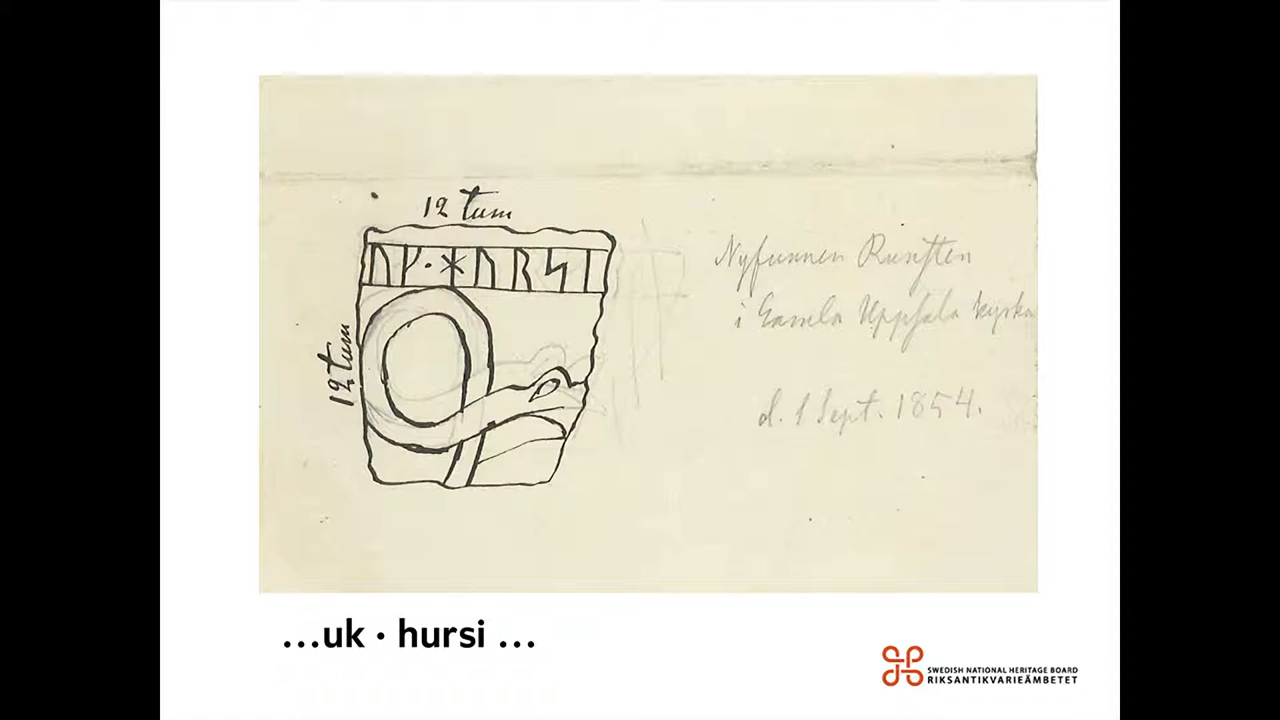 12 tum
12 tum
ᚢᚴ·ᚼᚢᚱᛋᛁ
Nyfunnen Runsten
i Gamla Uppsala kyrka
d. 1 Sept. 1854.
...uk · hursi ...
SWEDISH NATIONAL HERITAGE BOARD
RIKSANTIKVARIEÄMBETET